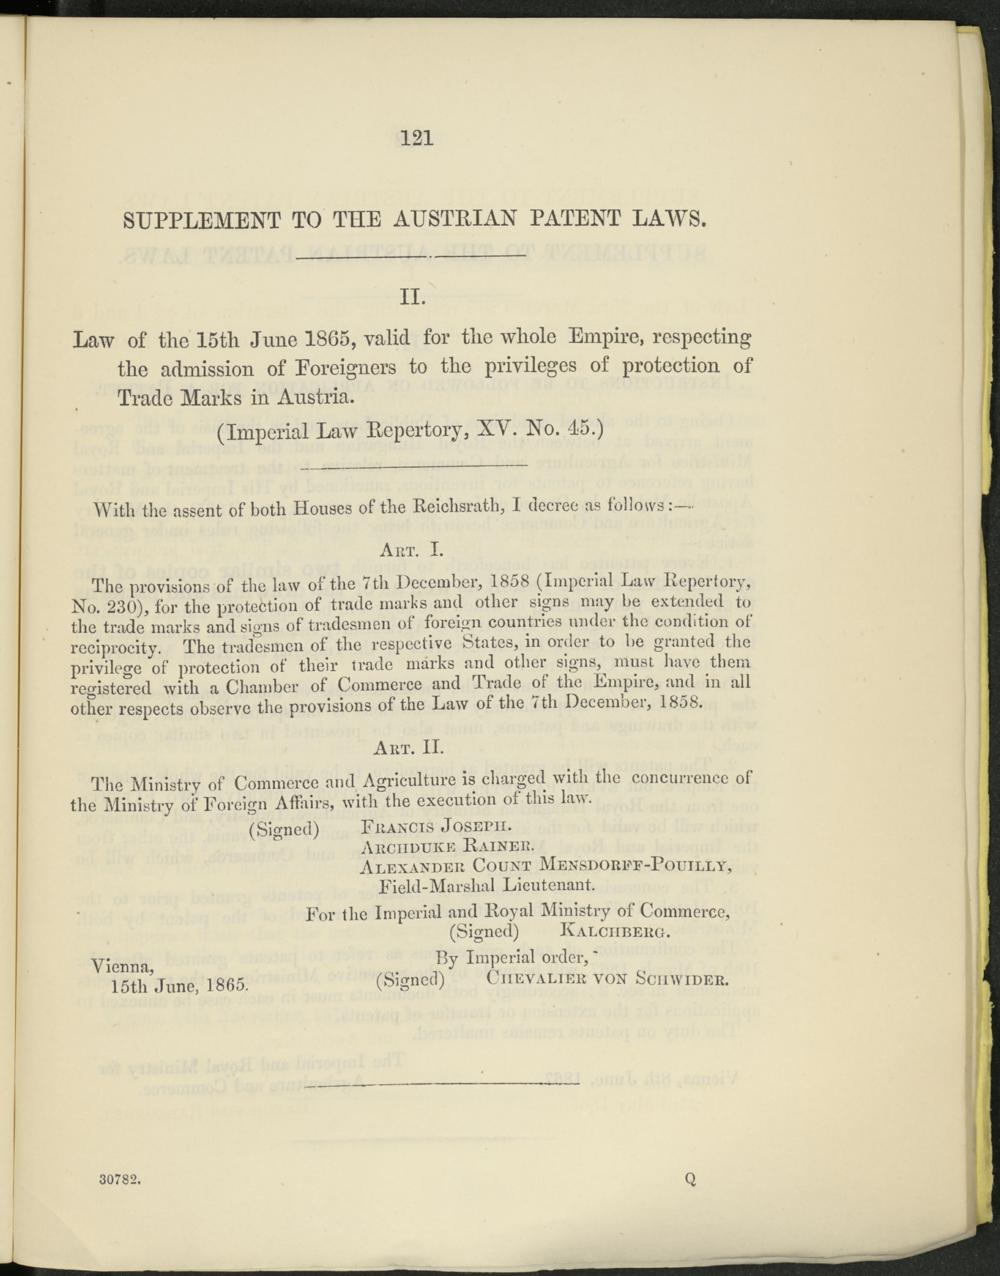 121
SUPPLEMENT TO THE AUSTRIAN PATENT LAWS.
II.
Law of the 15th June 1865, valid for the whole Empire, respecting
the admission of Foreigners to the privileges of protection of
Trade Marks in Austria.
(Imperial Law Repertory, XV. No. 45.)
With the assent of both Houses of the Reichsrath, I decree as follows:—
ART. I.
The provisions of the law of the 7th December, 1858 (Imperial Law Repertory,
No. 230), for the protection of trade marks and other signs may be extended to
the trade marks and signs of tradesmen of foreign countries under the condition of
reciprocity. The tradesmen of the respective States, in order to be granted the
privilege of protection of their trade marks and other signs, must have them
registered with a Chamber of Commerce and Trade of the Empire, and in all
other respects observe the provisions of the Law of the 7th December, 1858.
ART. II.
The Ministry of Commerce and Agriculture is charged with the concurrence of
the Ministry of Foreign Affairs, with the execution of this law.
(Signed) FRANCIS JOSEPH.
ARCHDUKE RAINER.
ALEXANDER COUNT MENSDORFF-POUILLY,
Field-Marshal Lieutenant.
For the Imperial and Royal Ministry of Commerce,
(Signed) KALCHBERG.
By Imperial order,
Vienna,
15th June, 1865. (Signed) CHEVALIER VON SCHWIDER.
30782. Q